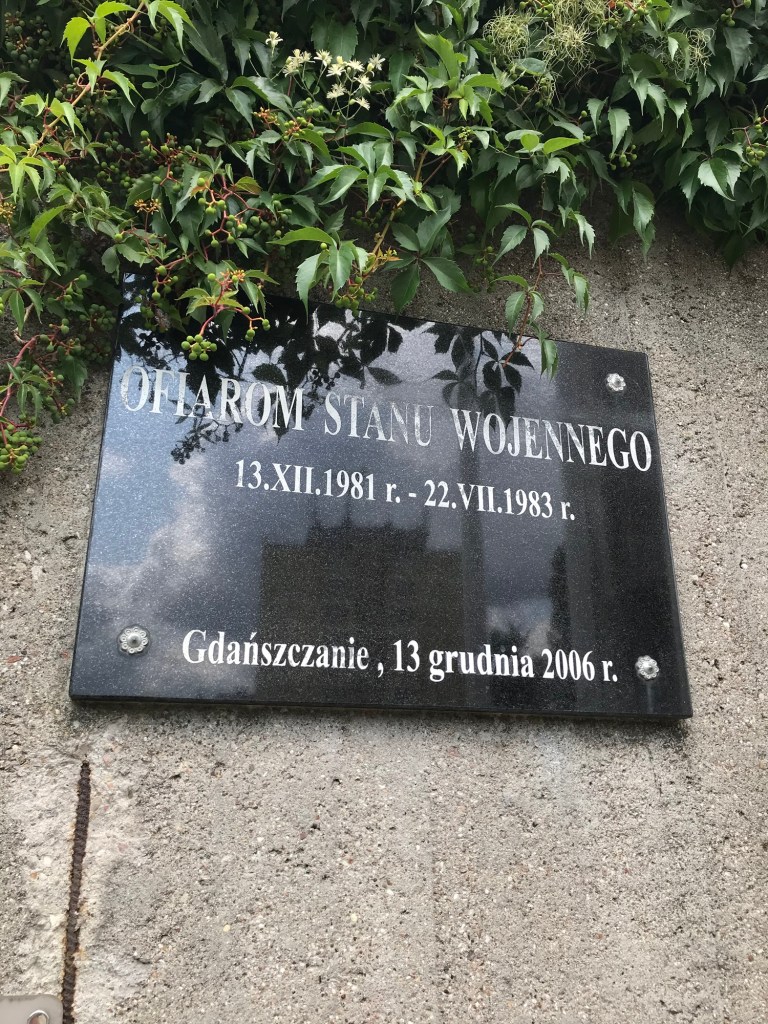 OFIAROM STANU WOJENNEGO
13.XII.1981 r. - 22.VII.1983 r.
Gdańszczanie , 13 grudnia 2006 r.